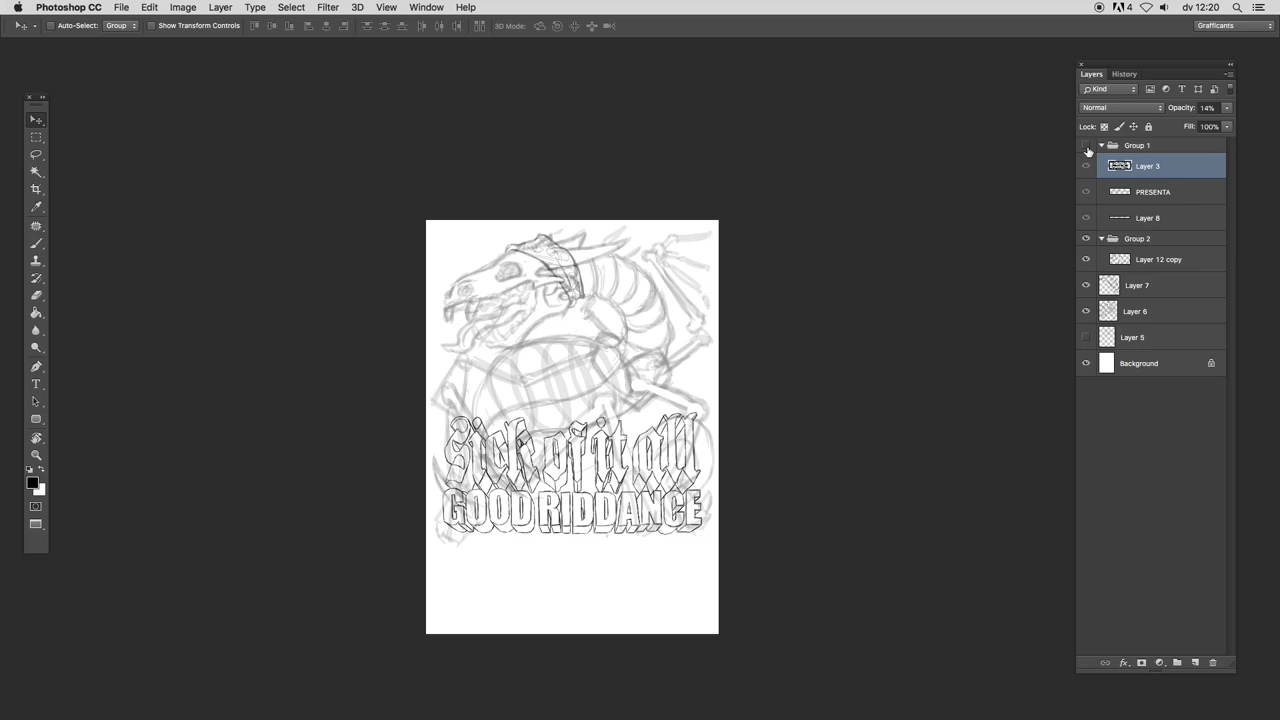 Photoshop CC File Edit Image Layer Type Select Filter 3D View Window Help 4 dv 12:20
Auto-Select: Group Show Transform Controls 3D Mode: Grafficants
Layers History
Kind
Normal Opacity: 14%
Lock: Fill: 100%
Group 1
Layer 3
PRESENTA
Layer 8
Group 2
Layer 12 copy
Layer 7
Layer 6
Layer 5
Background
fx
Sick of it all
GOOD RIDDANCE